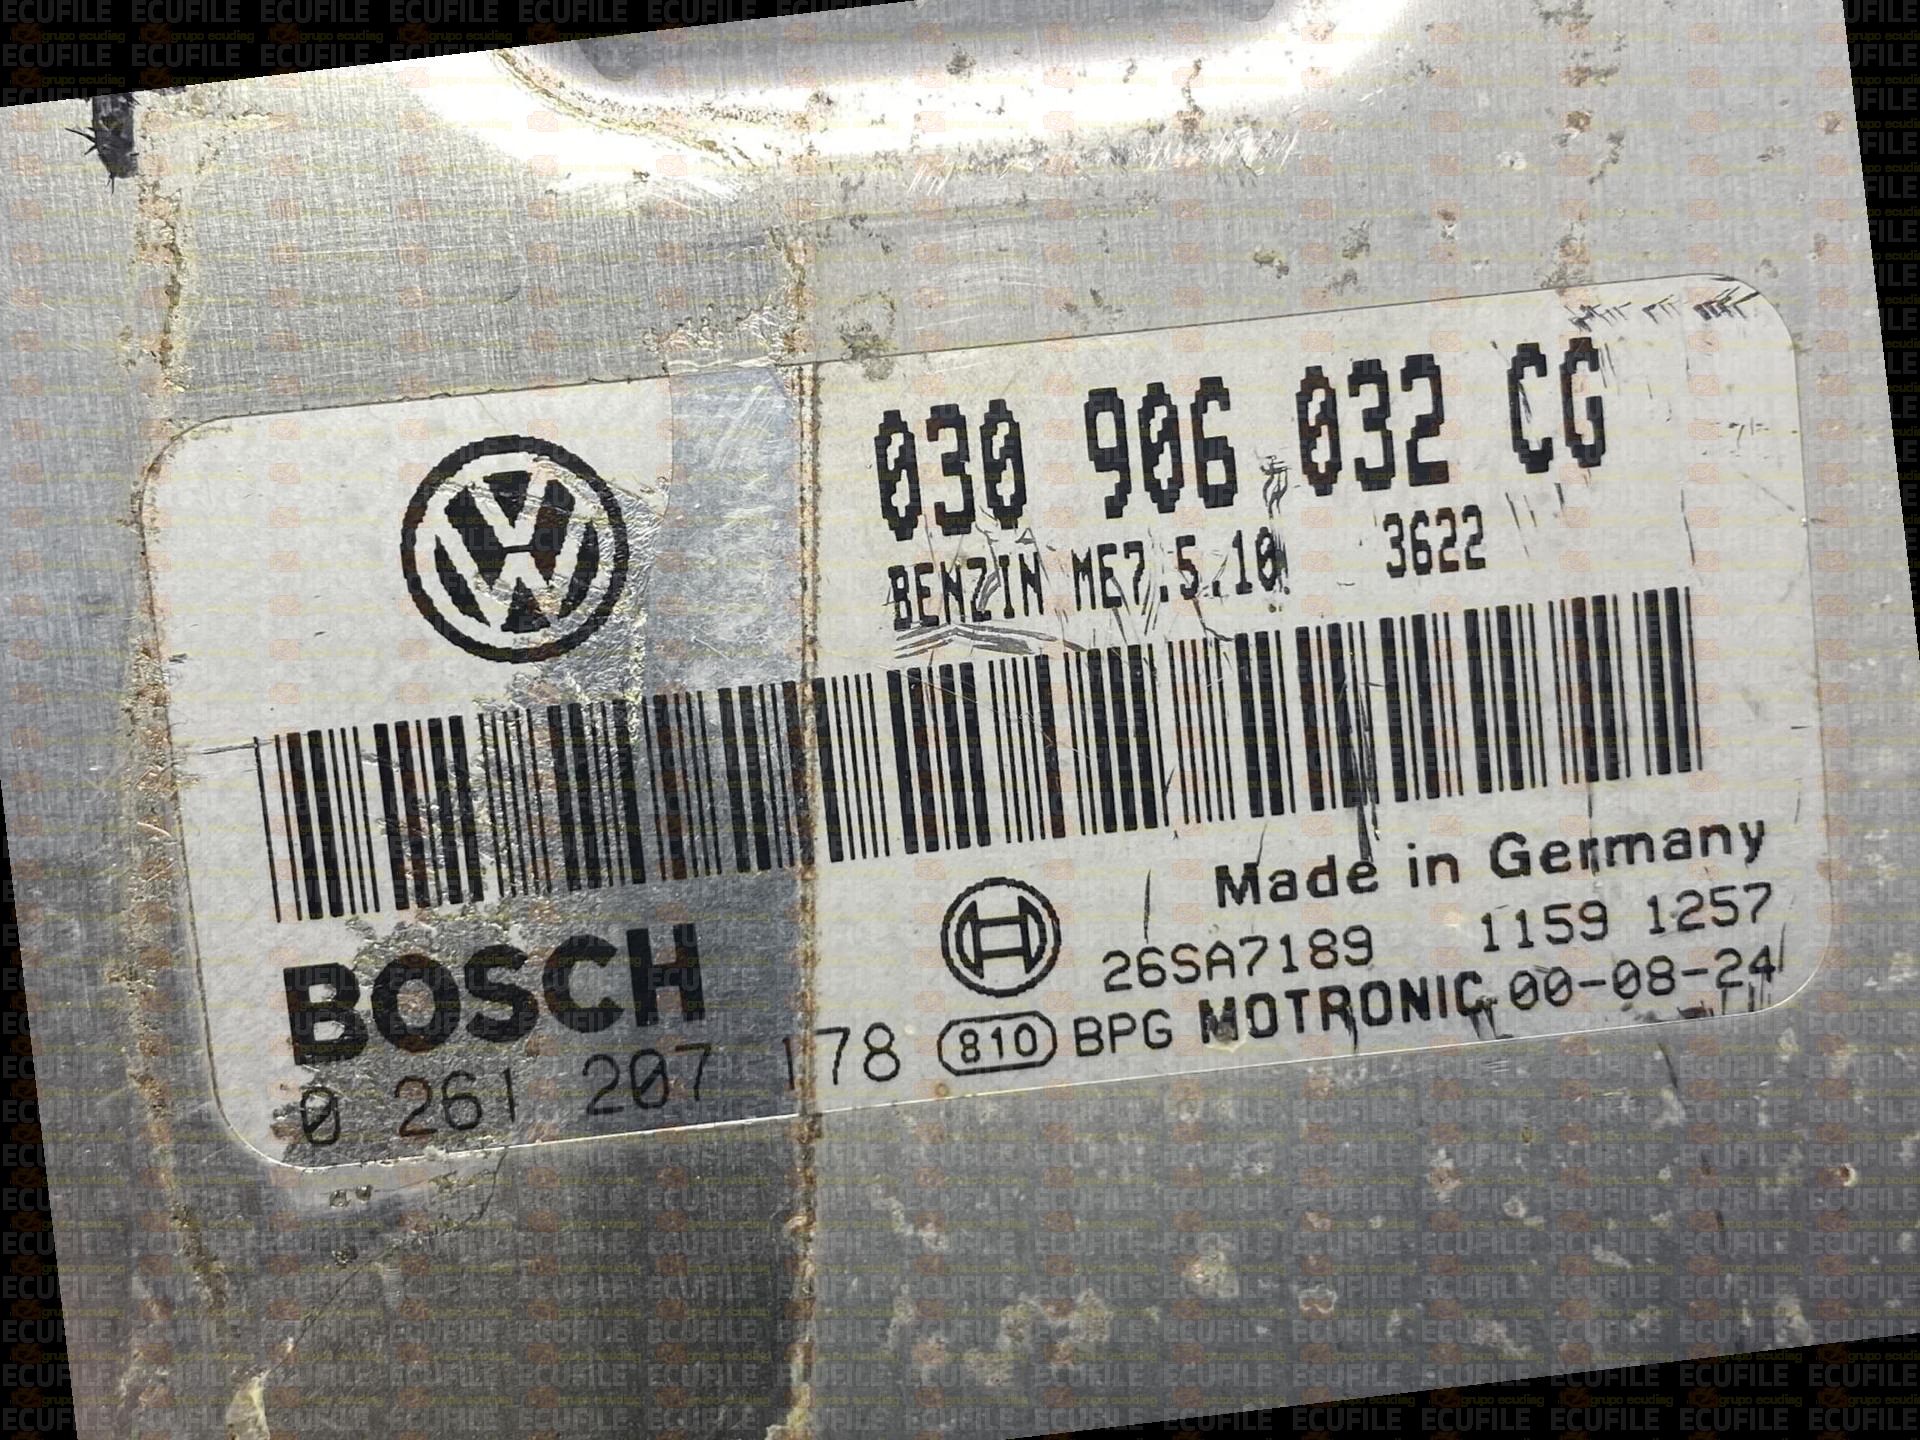 030 906 032 CG
BENZIN ME7.5.10 3622
Made in Germany
BOSCH
26SA7189 1159 1257
0 261 207 178 810 BPG MOTRONIC 00-08-24